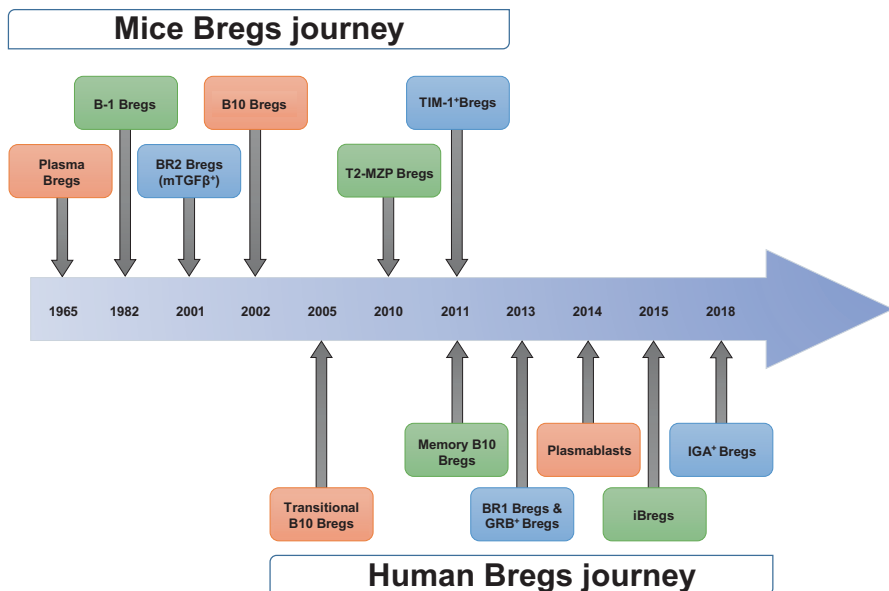 Mice Bregs journey
B-1 Bregs
B10 Bregs
TIM-1⁺Bregs
Plasma
Bregs
BR2 Bregs
(mTGFβ⁺)
T2-MZP Bregs
1965 1982 2001 2002 2005 2010 2011 2013 2014 2015 2018
Memory B10
Bregs
Plasmablasts
IGA⁺ Bregs
Transitional
B10 Bregs
BR1 Bregs &
GRB⁺ Bregs
iBregs
Human Bregs journey